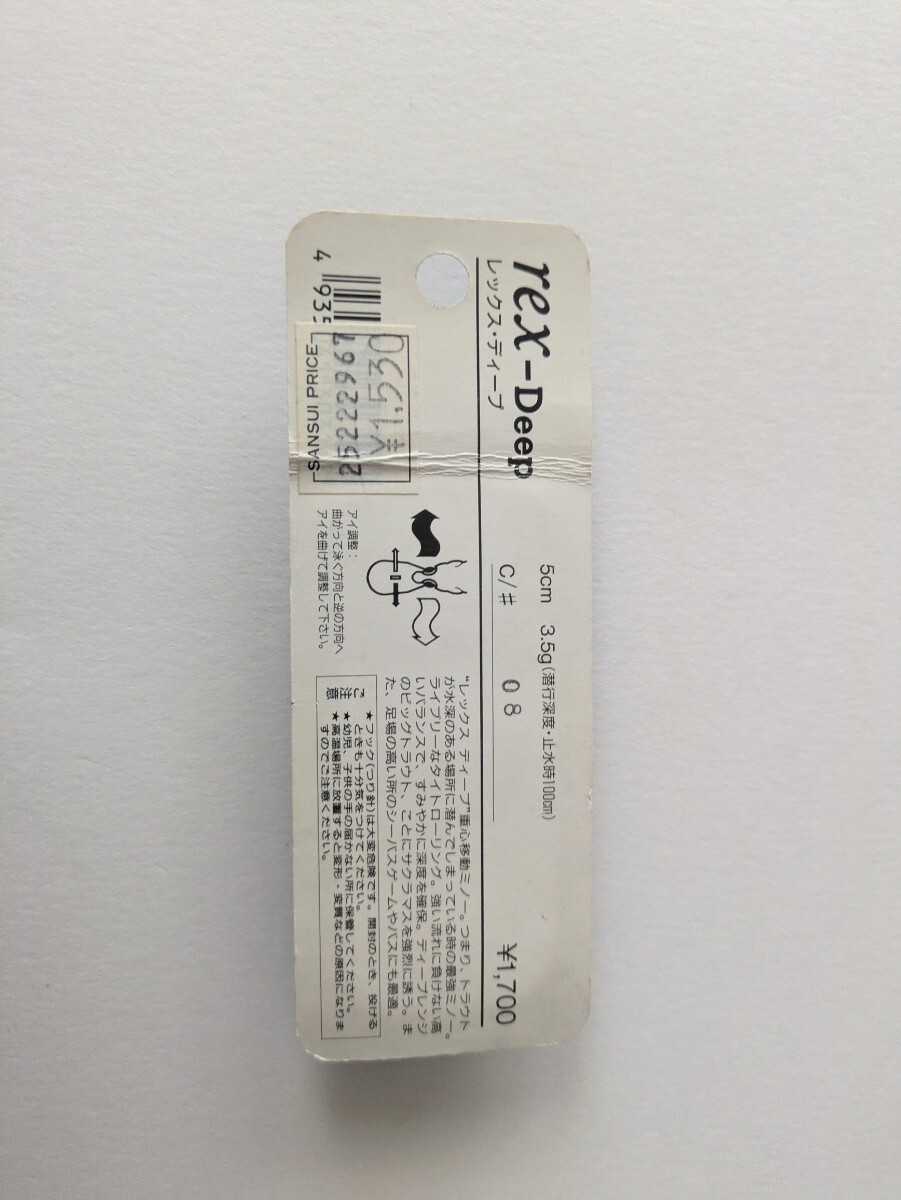 rex-Deep
レックス・ディープ
5cm 3.5g(潜行深度・止水時100cm)
C/# 08
¥1,700
"レックス ディープ"重心移動ミノー。つまり、トラウト
が水深のある場所に潜んでしまっている時の最強ミノー。
ライブリーなタイトローリング。強い流れに負けない高
いバランスで、すみやかに深度を確保。ディープレンジ
のビッグトラウト、ことにサクラマスを強烈に誘う。ま
た、足場の高い所のシーバスゲームやバスにも最適。
アイ調整：
曲がって泳ぐ方向と逆の方向へ
アイを曲げて調整して下さい。
ご注意
★フック(つり針)は大変危険です。開封のとき、投げる
ときも十分気をつけてください。
★幼児、子供の手の届かない所に保管してください。
★高温場所に放置すると変形・変質などの原因になりま
すのでご注意ください。
4 935
¥1,530
SANSUI PRICE